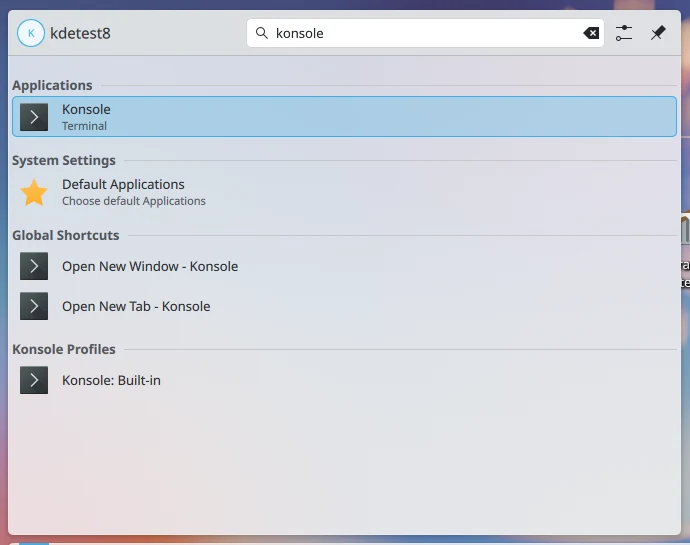 K kdetest8
konsole
Applications
Konsole
Terminal
System Settings
Default Applications
Choose default Applications
Global Shortcuts
Open New Window - Konsole
Open New Tab - Konsole
Konsole Profiles
Konsole: Built-in